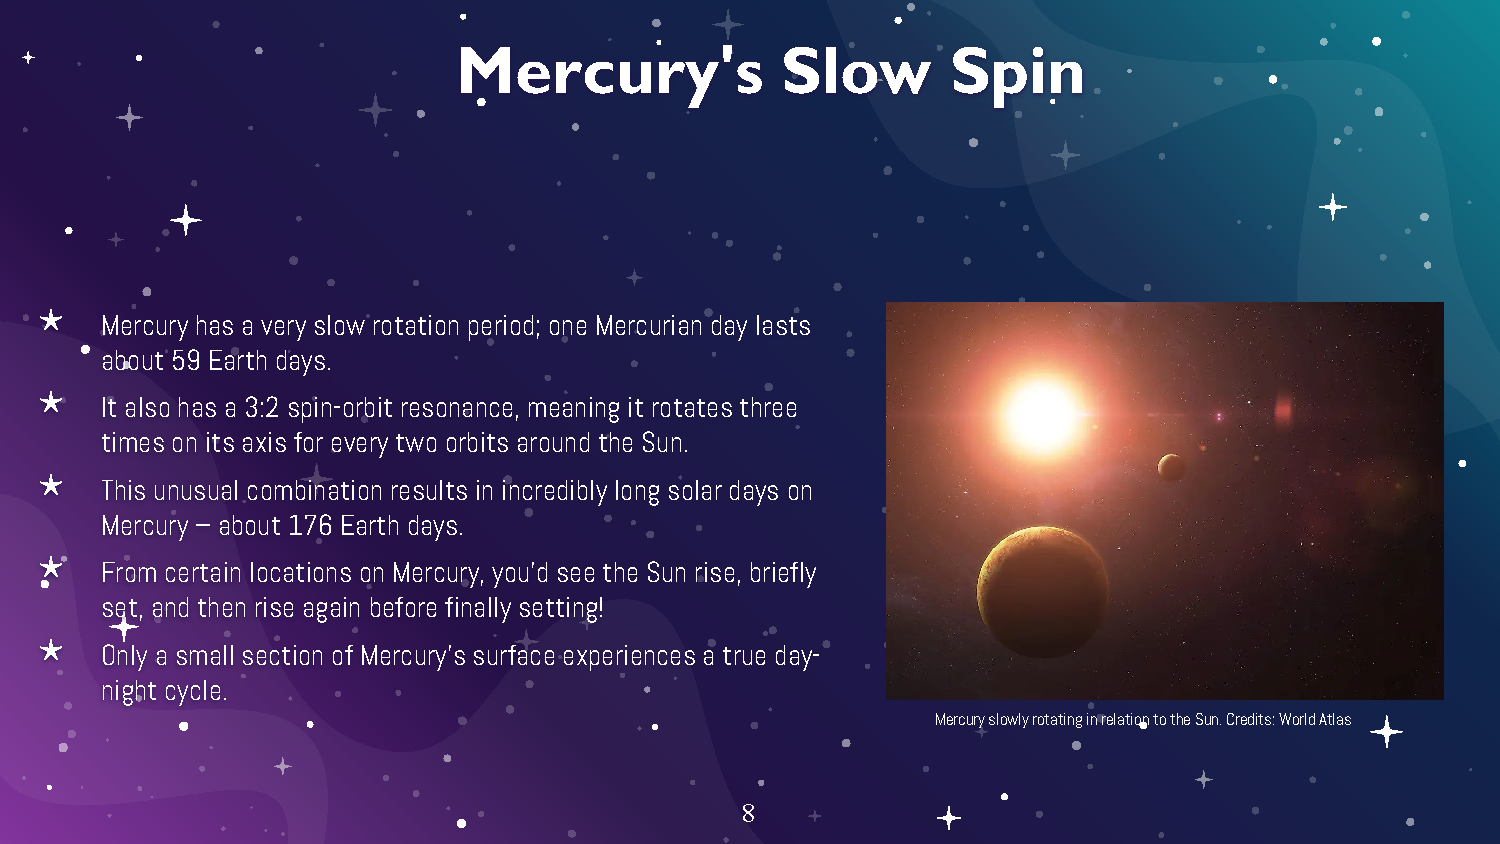 Mercury's Slow Spin
Mercury has a very slow rotation period; one Mercurian day lasts
about 59 Earth days.
It also has a 3:2 spin-orbit resonance, meaning it rotates three
times on its axis for every two orbits around the Sun.
This unusual combination results in incredibly long solar days on
Mercury – about 176 Earth days.
From certain locations on Mercury, you'd see the Sun rise, briefly
set, and then rise again before finally setting!
Only a small section of Mercury's surface experiences a true day-
night cycle.
Mercury slowly rotating in relation to the Sun. Credits: World Atlas
8